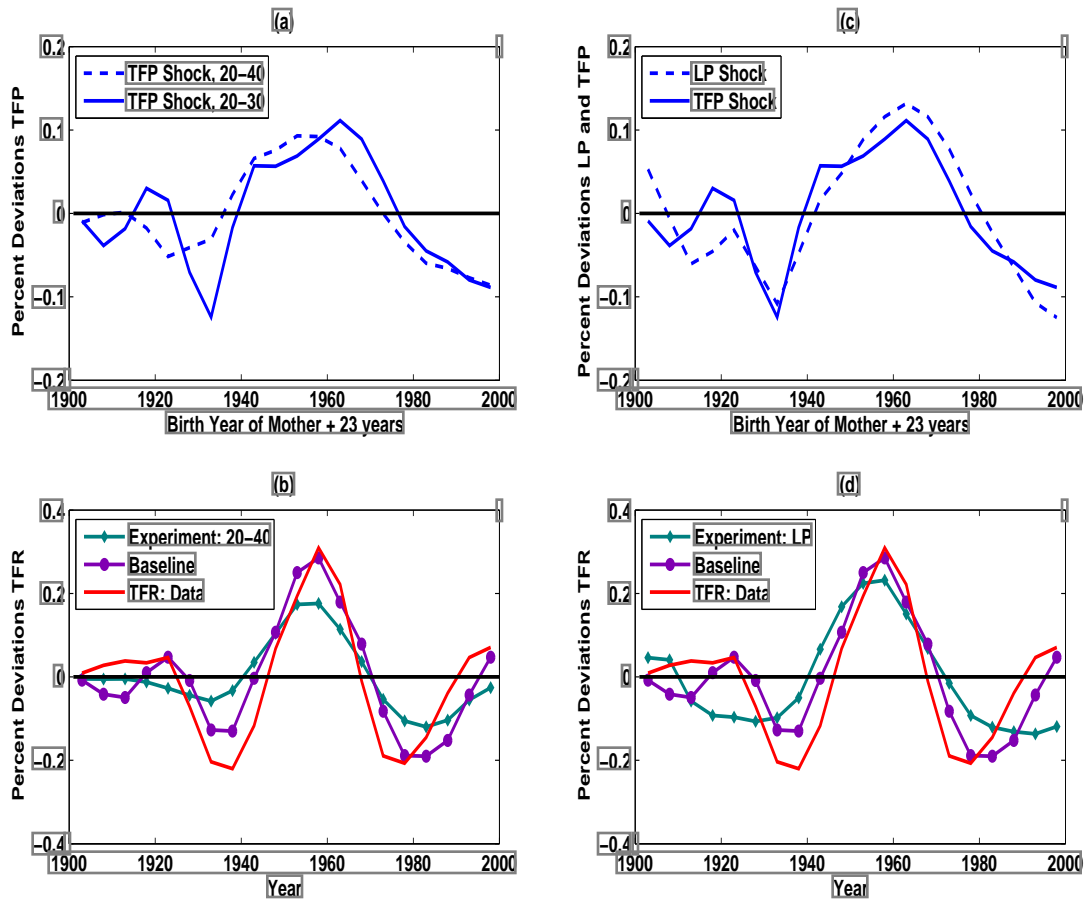 (a)
0.2
0.1
0
−0.1
−0.2
Percent Deviations TFP
TFP Shock, 20−40
TFP Shock, 20−30
1900 1920 1940 1960 1980 2000
Birth Year of Mother + 23 years
(c)
0.2
0.1
0
−0.1
−0.2
Percent Deviations LP and TFP
LP Shock
TFP Shock
1900 1920 1940 1960 1980 2000
Birth Year of Mother + 23 years
(b)
0.4
0.2
0
−0.2
−0.4
Percent Deviations TFR
Experiment: 20−40
Baseline
TFR: Data
1900 1920 1940 1960 1980 2000
Year
(d)
0.4
0.2
0
−0.2
−0.4
Percent Deviations TFR
Experiment: LP
Baseline
TFR: Data
1900 1920 1940 1960 1980 2000
Year